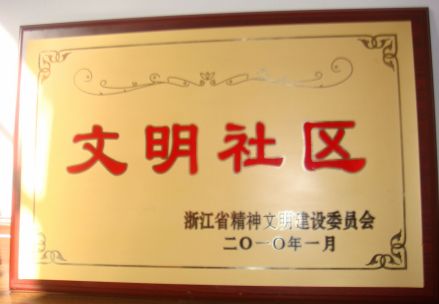 文明社区
浙江省精神文明建设委员会
二〇一〇年一月